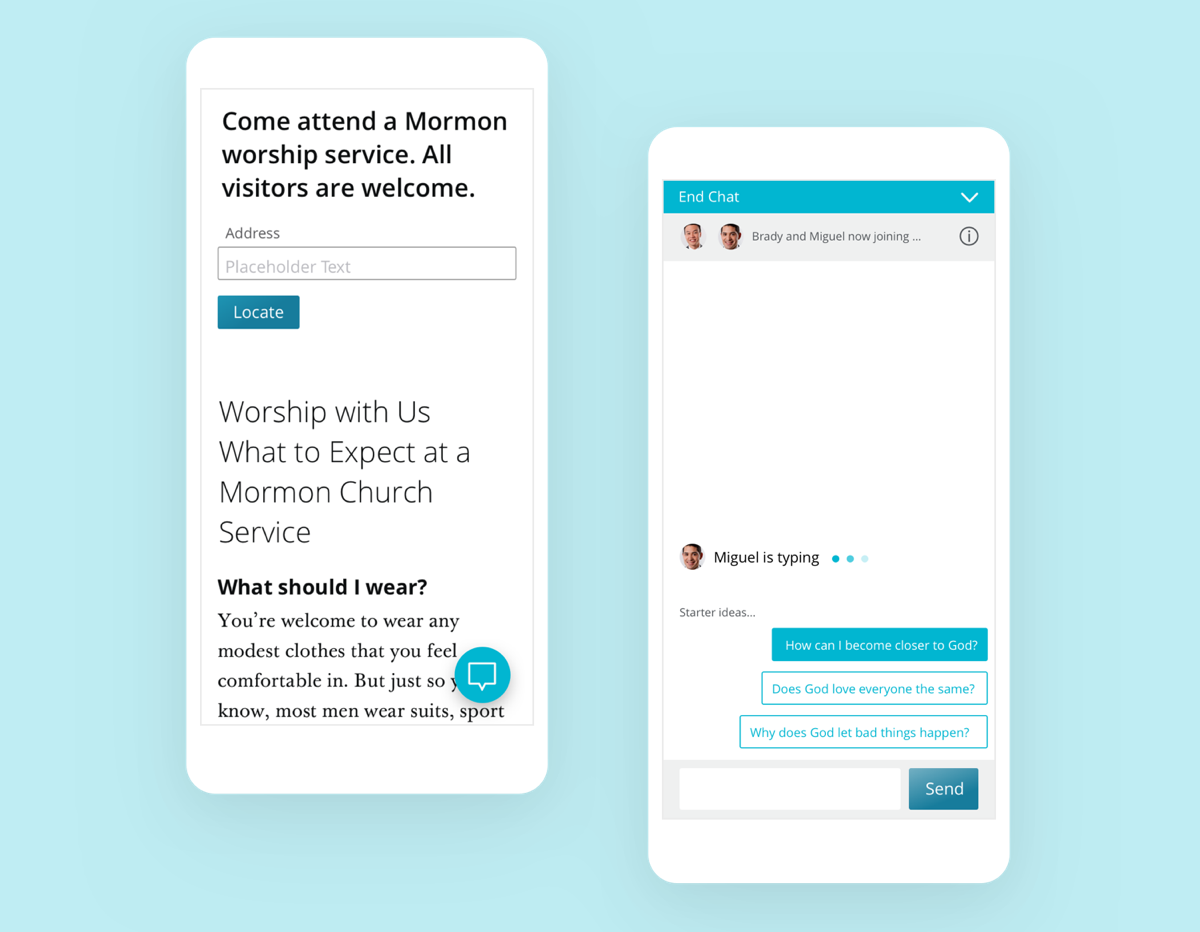 Come attend a Mormon
worship service. All
visitors are welcome.
Address
Placeholder Text
Locate
Worship with Us
What to Expect at a
Mormon Church
Service
What should I wear?
You’re welcome to wear any
modest clothes that you feel
comfortable in. But just so
know, most men wear suits, sport
End Chat
Brady and Miguel now joining ...
Miguel is typing
Starter ideas...
How can I become closer to God?
Does God love everyone the same?
Why does God let bad things happen?
Send